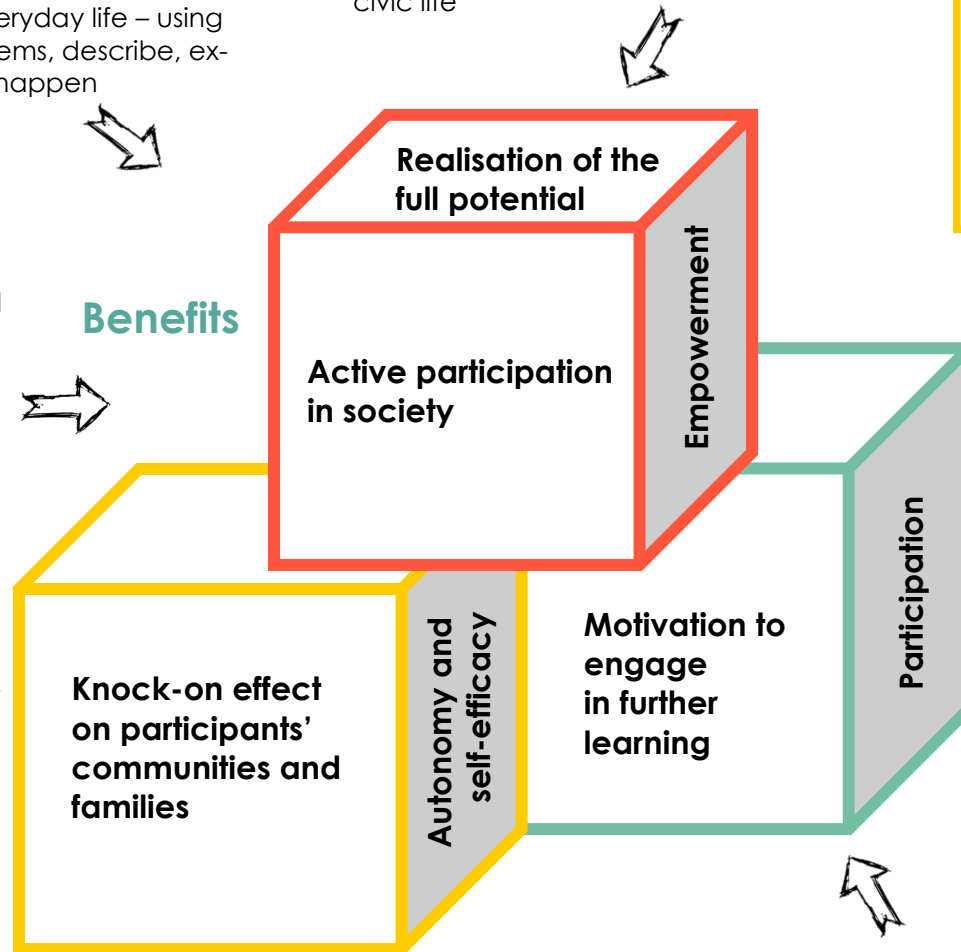 eryday life – using
ems, describe, ex-
happen
civic life
Realisation of the
full potential
Empowerment
Benefits
Active participation
in society
Participation
Autonomy and
self-efficacy
Motivation to
engage
in further
learning
Knock-on effect
on participants’
communities and
families